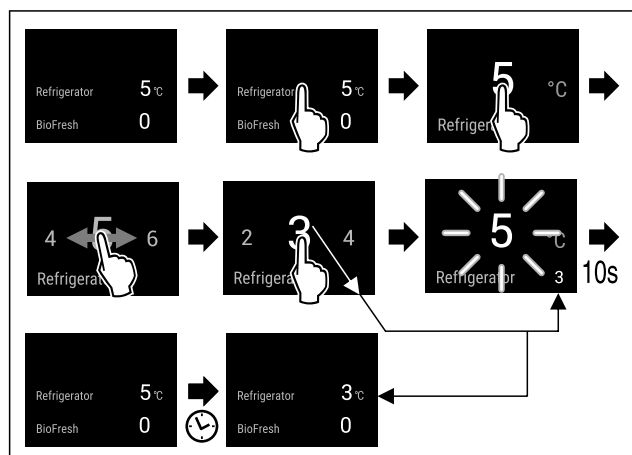 Refrigerator 5 °C
BioFresh 0
Refrigerator 5 °C
BioFresh 0
5 °C
4 5 6
2 3 4
5 °C
Refrigerator 3
10s
Refrigerator 5 °C
BioFresh 0
Refrigerator 3 °C
BioFresh 0